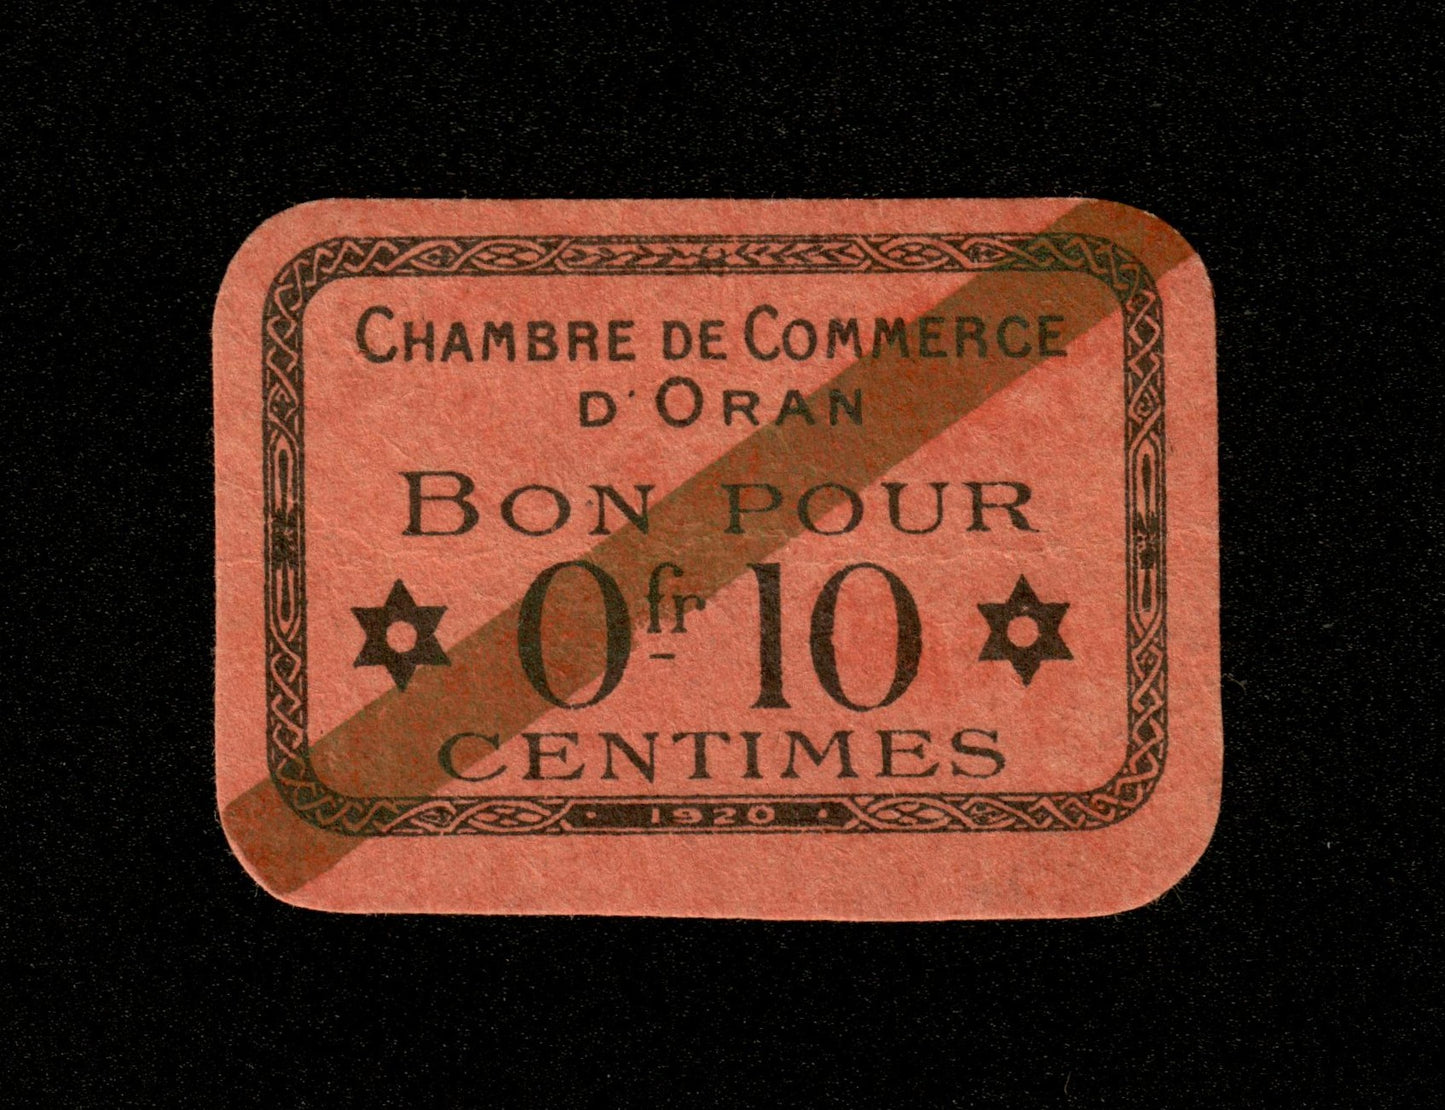 CHAMBRE DE COMMERCE
D'ORAN
BON POUR
0fr 10
CENTIMES
1920